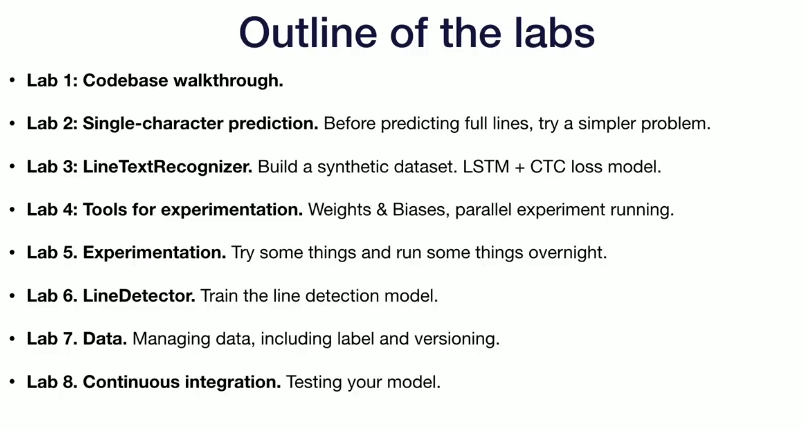 Outline of the labs
• Lab 1: Codebase walkthrough.
• Lab 2: Single-character prediction. Before predicting full lines, try a simpler problem.
• Lab 3: LineTextRecognizer. Build a synthetic dataset. LSTM + CTC loss model.
• Lab 4: Tools for experimentation. Weights & Biases, parallel experiment running.
• Lab 5. Experimentation. Try some things and run some things overnight.
• Lab 6. LineDetector. Train the line detection model.
• Lab 7. Data. Managing data, including label and versioning.
• Lab 8. Continuous integration. Testing your model.